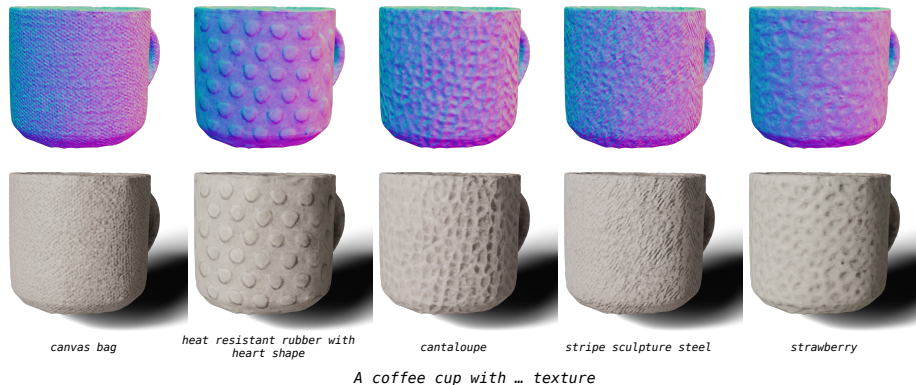 canvas bag
heat resistant rubber with
heart shape
cantaloupe
stripe sculpture steel
strawberry
A coffee cup with … texture